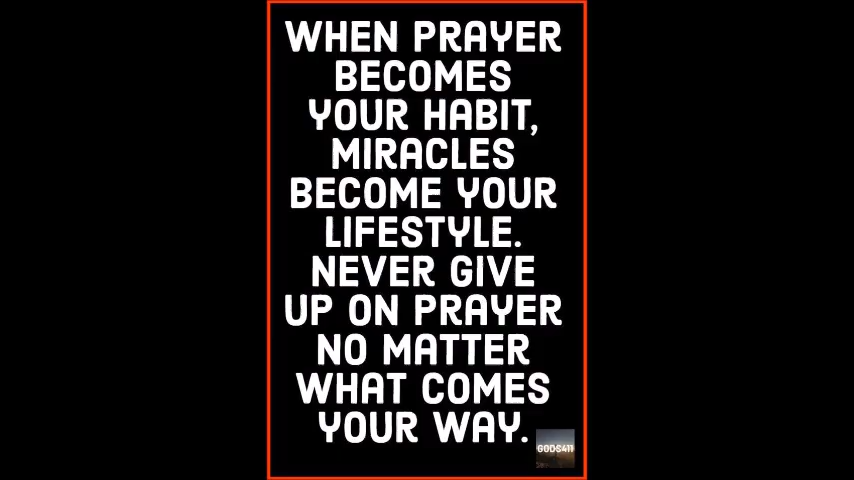 WHEN PRAYER
BECOMES
YOUR HABIT,
MIRACLES
BECOME YOUR
LIFESTYLE.
NEVER GIVE
UP ON PRAYER
NO MATTER
WHAT COMES
YOUR WAY.
GODS411